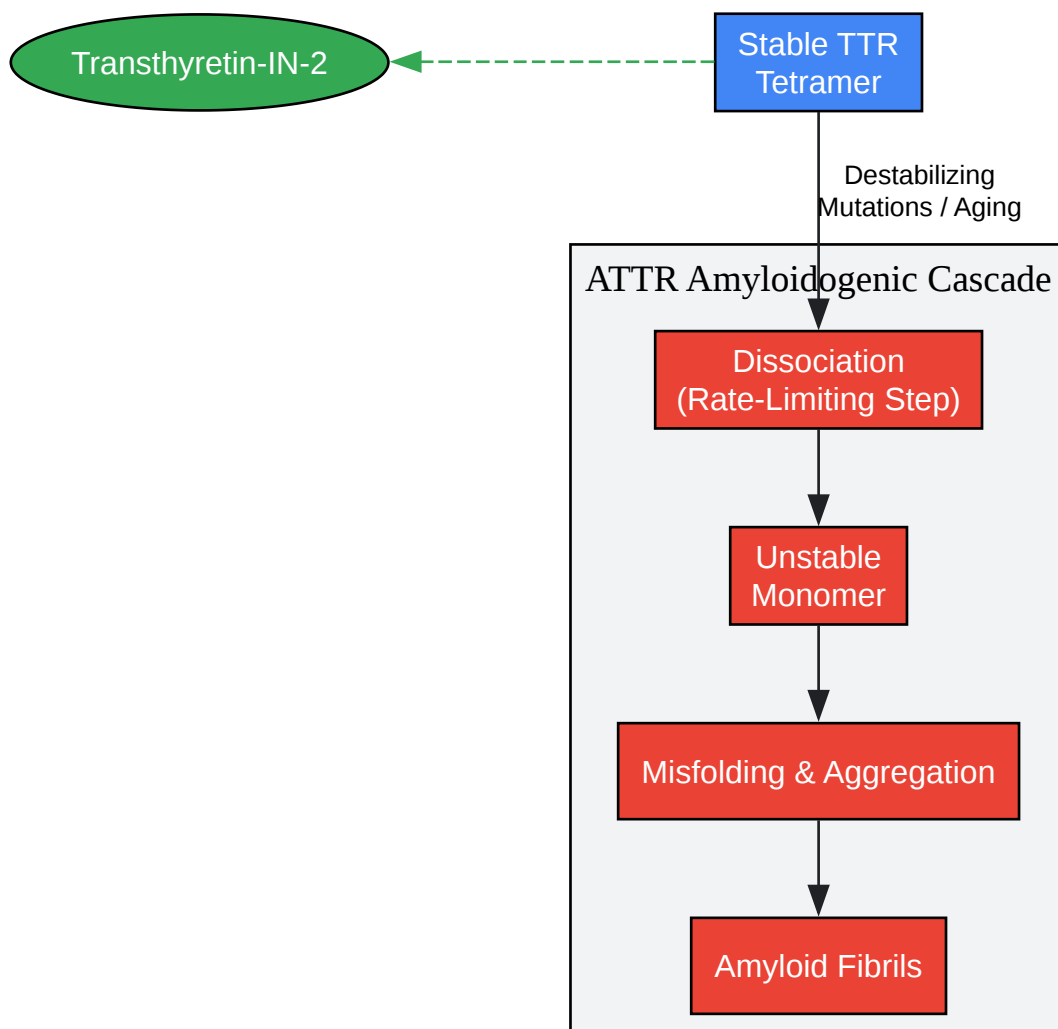 Transthyretin-IN-2
Stable TTR
Tetramer
Destabilizing
Mutations / Aging
ATTR Amyloidogenic Cascade
Dissociation
(Rate-Limiting Step)
Unstable
Monomer
Misfolding & Aggregation
Amyloid Fibrils